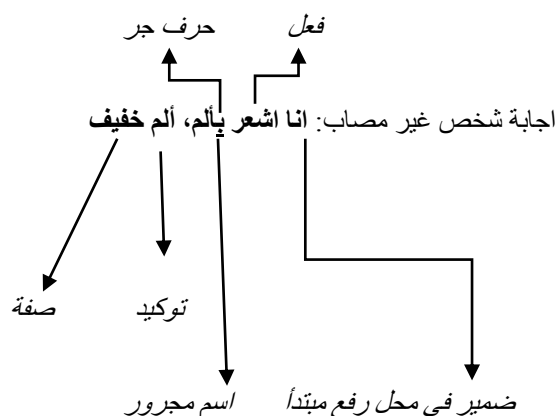 فعل
حرف جر
اجابة شخص غير مصاب: انا اشعر بألم، ألم خفيف
توكيد
صفة
ضمير في محل رفع مبتدأ
اسم مجرور